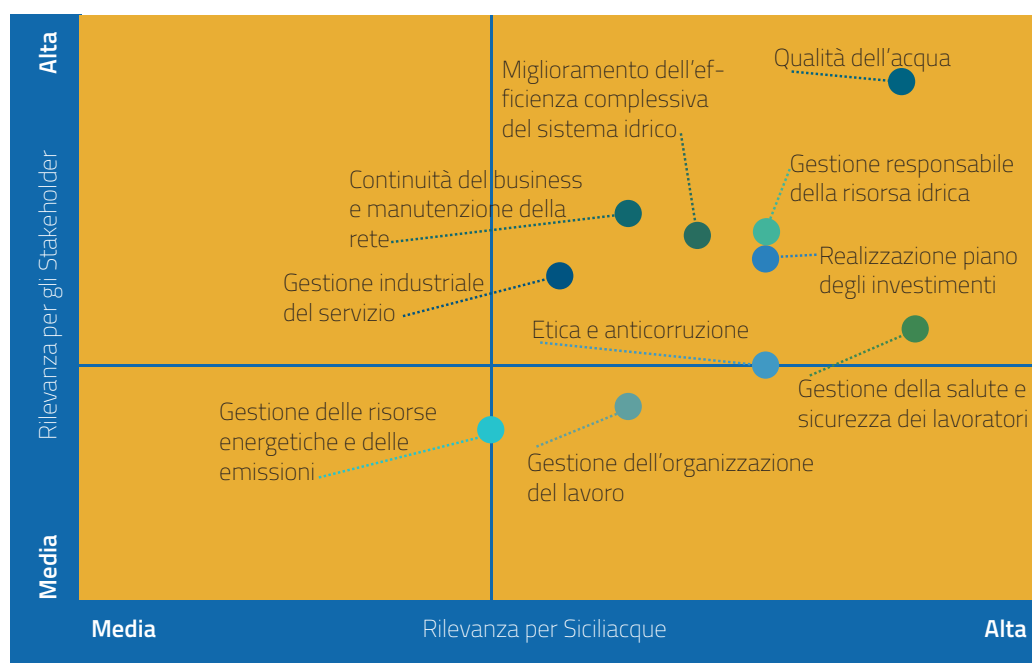 Alta
Rilevanza per gli Stakeholder
Media
Qualità dell'acqua
Miglioramento dell'ef-
ficienza complessiva
del sistema idrico
Gestione responsabile
della risorsa idrica
Continuità del business
e manutenzione della
rete
Realizzazione piano
degli investimenti
Gestione industriale
del servizio
Etica e anticorruzione
Gestione della salute e
sicurezza dei lavoratori
Gestione delle risorse
energetiche e delle
emissioni
Gestione dell'organizzazione
del lavoro
Media
Rilevanza per Siciliacque
Alta